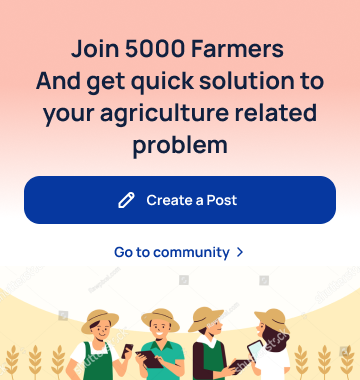 Join 5000 Farmers
And get quick solution to
your agriculture related
problem
Create a Post
Go to community